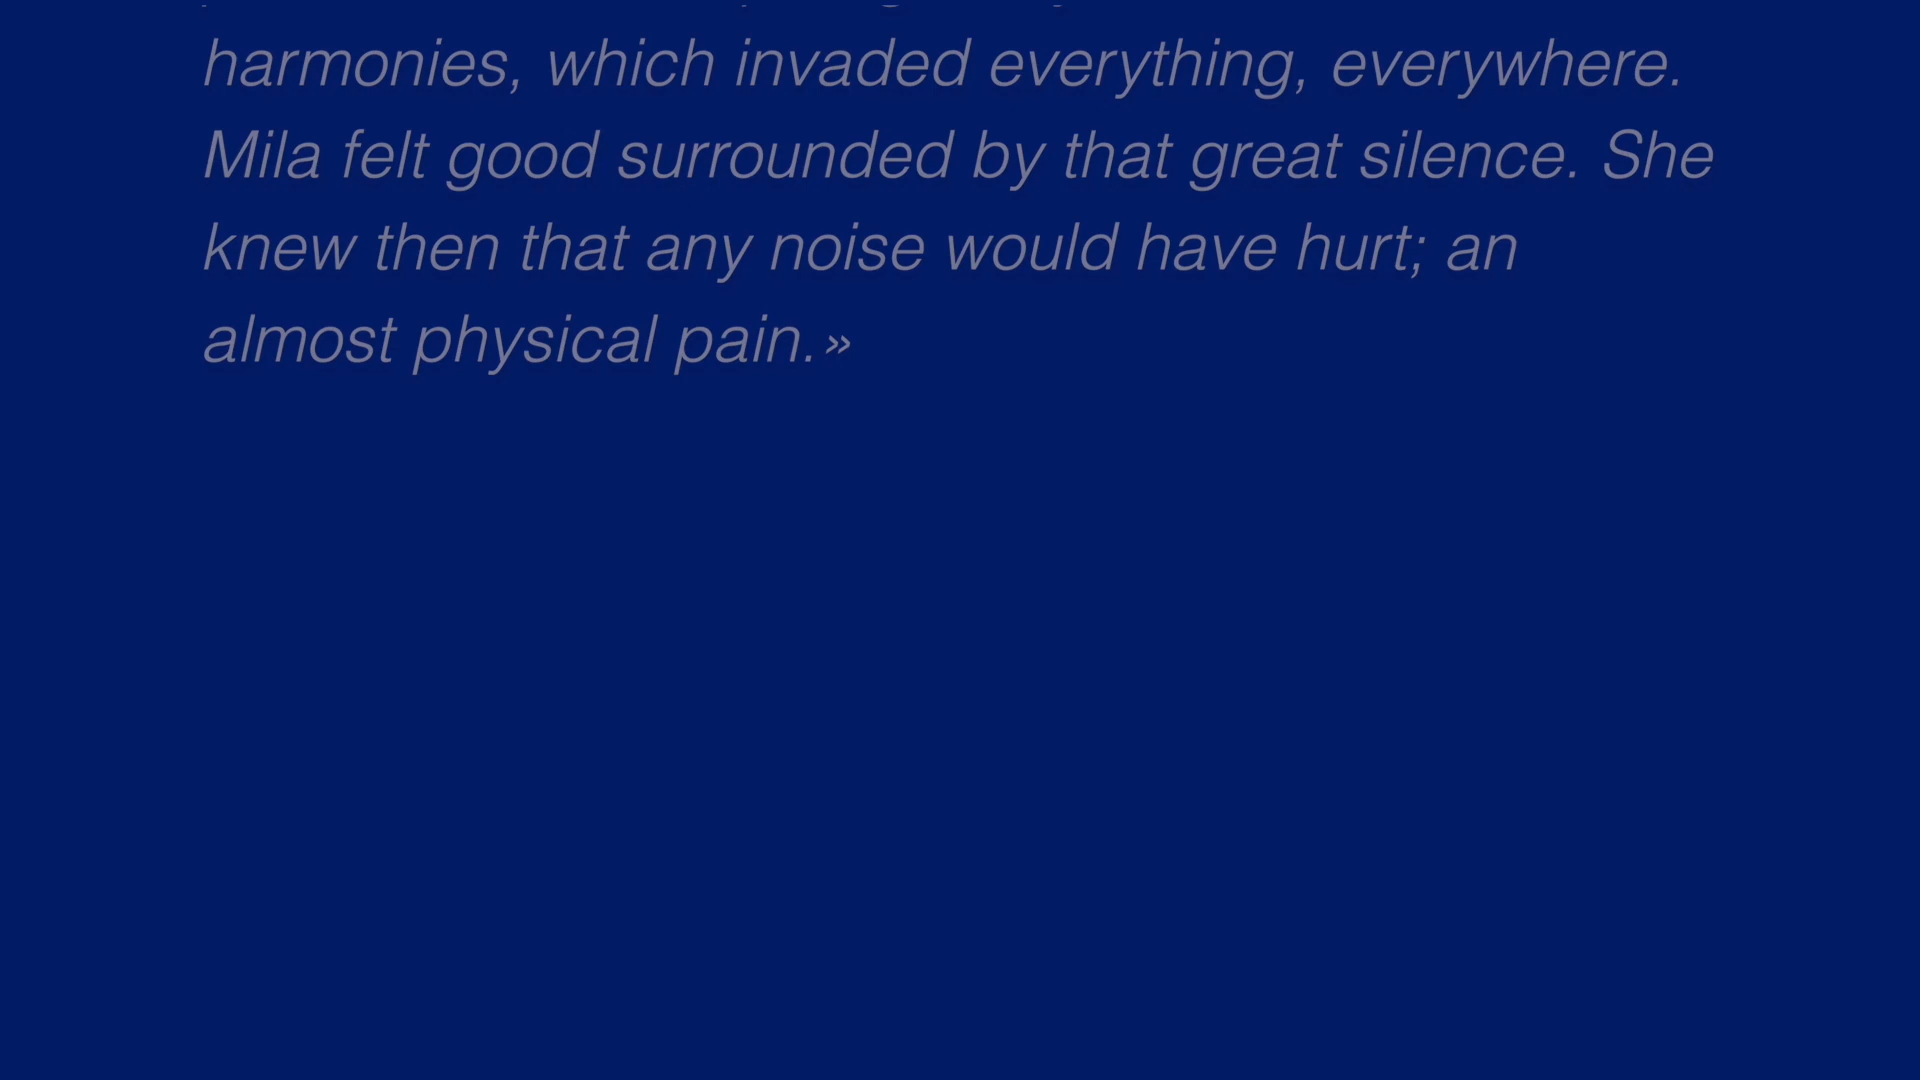 harmonies, which invaded everything, everywhere.
Mila felt good surrounded by that great silence. She
knew then that any noise would have hurt; an
almost physical pain.»